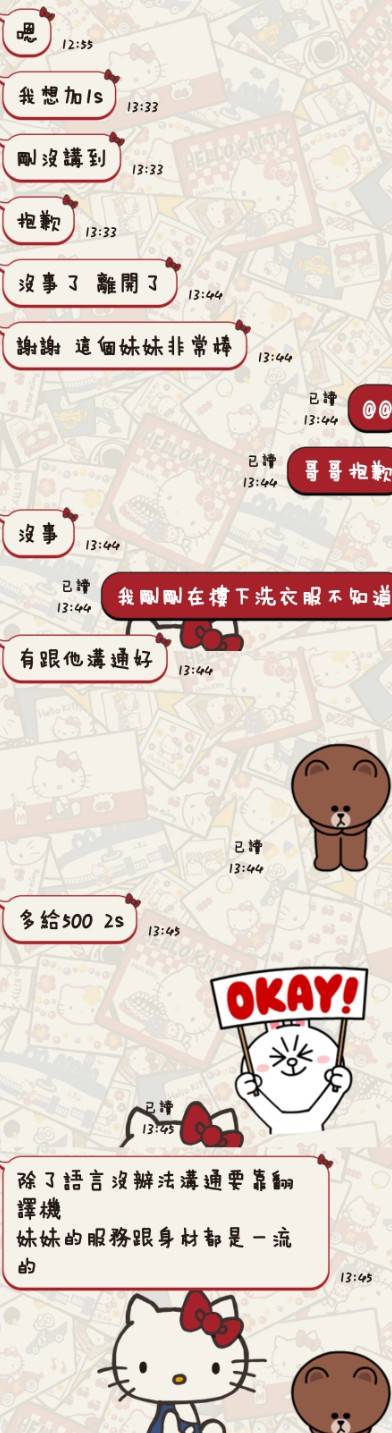 嗯
12:55
我想加1s
13:33
剛沒講到
13:33
抱歉
13:33
沒事了 離開了
13:44
謝謝 這個妹妹非常棒
13:44
已讀
13:44
@@
已讀
13:44
哥哥抱歉
沒事
13:44
已讀
13:44
我剛剛在樓下洗衣服不知道
有跟他溝通好
13:44
已讀
13:44
多給500 2s
13:45
OKAY!
已讀
13:45
除了語言沒辦法溝通要靠翻
譯機
妹妹的服務跟身材都是一流
的
13:45